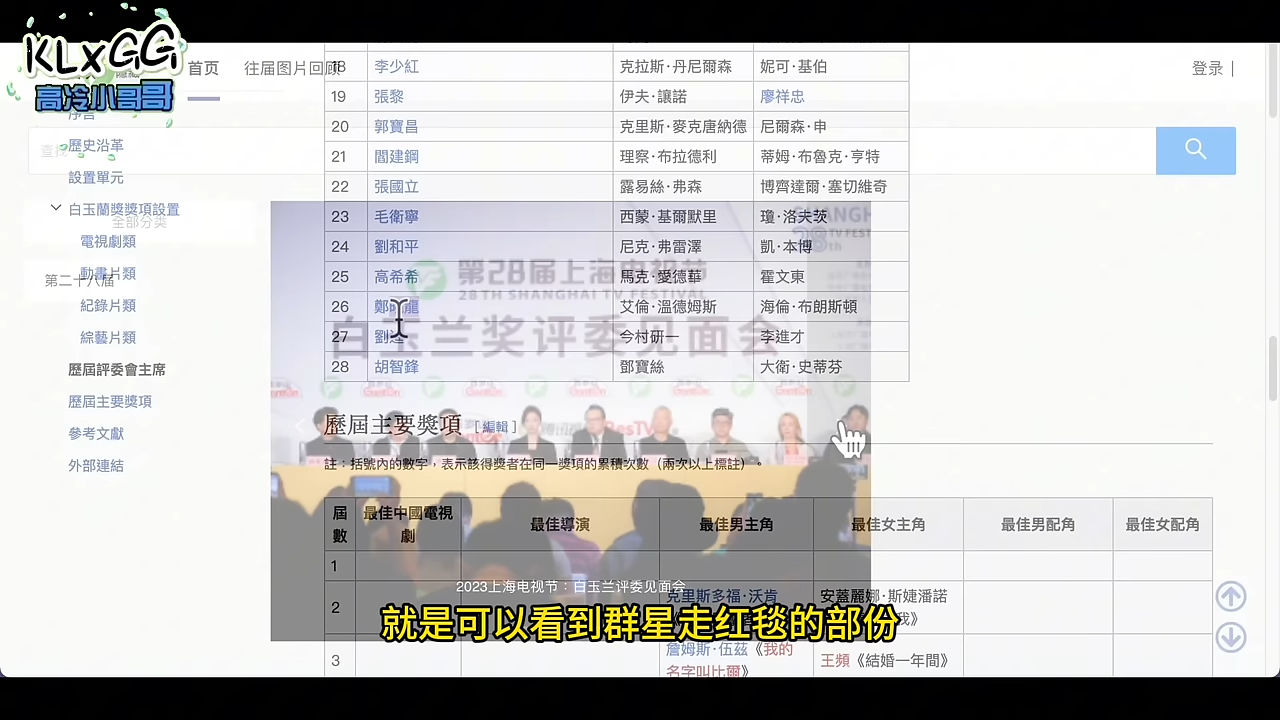 KLxGG
高冷小哥哥
首页 往届图片回顾
登录
序言
歷史沿革
設置單元
白玉蘭獎獎項設置
全部分类
電視劇類
動畫片類
第二十八届
紀錄片類
綜藝片類
歷屆評委會主席
歷屆主要獎項
參考文獻
外部連結
18 李少紅 克拉斯·丹尼爾森 妮可·基伯
19 張黎 伊夫·讓諾 廖祥忠
20 郭寶昌 克里斯·麥克唐納德 尼爾森·申
21 閻建鋼 理察·布拉德利 蒂姆·布魯克·亨特
22 張國立 露易絲·弗森 博齊達爾·塞切維奇
23 毛衛寧 西蒙·基爾默里 瓊·洛夫茨
24 劉和平 尼克·弗雷澤 凱·本博
25 高希希 馬克·愛德華 霍文東
26 鄭 龍 艾倫·溫德姆斯 海倫·布朗斯頓
27 劉 今村研一 李進才
28 胡智鋒 鄧寶絲 大衛·史蒂芬
第28届上海电视节
28TH SHANGHAI TV FESTIVAL
白玉兰奖评委见面会
歷屆主要獎項 [編輯]
註：括號內的數字，表示該得獎者在同一獎項的累積次數（兩次以上標註）。
屆數 最佳中國電視劇 最佳導演 最佳男主角 最佳女主角 最佳男配角 最佳女配角
1
2 克里斯多福·沃肯 安蓋麗娜·斯婕潘諾
我》
3 詹姆斯·伍茲《我的名字叫比爾》 王頻《結婚一年間》
2023上海电视节：白玉兰评委见面会
就是可以看到群星走红毯的部份